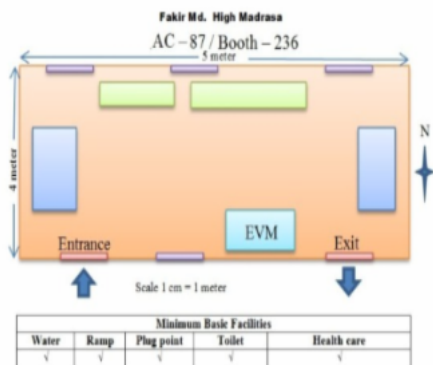 Fakir Md. High Madrasa
AC – 87 / Booth – 236
5 meter
4 meter
N
EVM
Entrance
Exit
Scale 1 cm = 1 meter
Minimum Basic Facilities
Water Ramp Plug point Toilet Health care
√ √ √ √ √